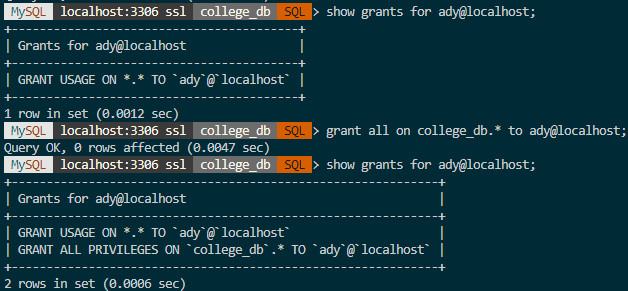 MySQL localhost:3306 ssl college_db SQL > show grants for ady@localhost;
+--------------------------------------+
| Grants for ady@localhost             |
+--------------------------------------+
| GRANT USAGE ON *.* TO `ady`@`localhost` |
+--------------------------------------+
1 row in set (0.0012 sec)
MySQL localhost:3306 ssl college_db SQL > grant all on college_db.* to ady@localhost;
Query OK, 0 rows affected (0.0047 sec)
MySQL localhost:3306 ssl college_db SQL > show grants for ady@localhost;
+----------------------------------------------------------+
| Grants for ady@localhost                                 |
+----------------------------------------------------------+
| GRANT USAGE ON *.* TO `ady`@`localhost`                  |
| GRANT ALL PRIVILEGES ON `college_db`.* TO `ady`@`localhost` |
+----------------------------------------------------------+
2 rows in set (0.0006 sec)